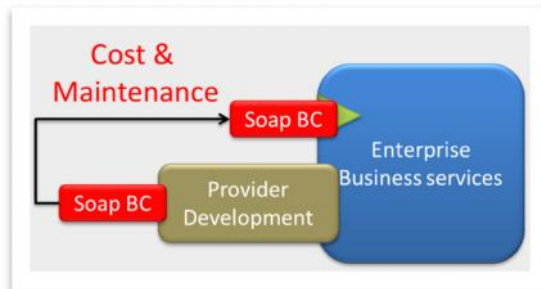 Cost &
Maintenance
Soap BC
Enterprise
Business services
Soap BC
Provider
Development